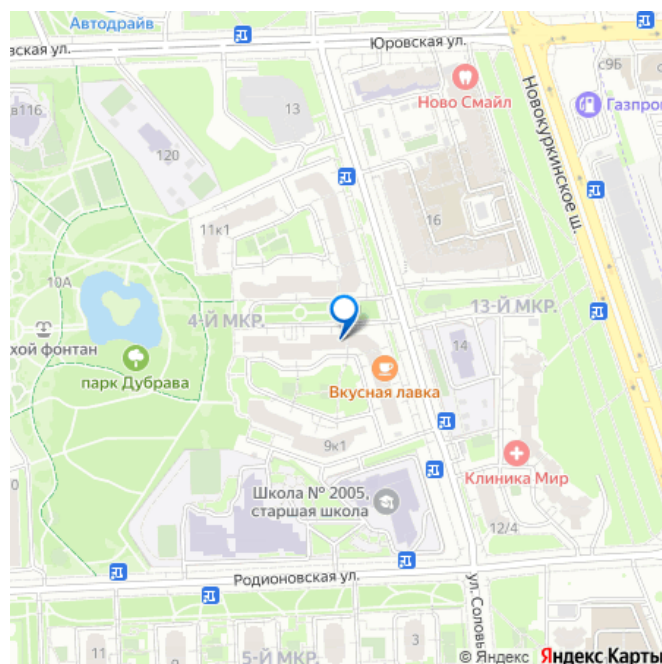 Автодрайв
вская ул.
Юровская ул.
с9Б
Ново Смайл
Газпро
Новокуркинское ш.
в116
13
120
16
11к1
10А
4-Й МКР.
13-Й МКР.
хой фонтан
парк Дубрава
14
Вкусная лавка
9к1
Клиника Мир
Школа № 2005,
старшая школа
12/4
Родионовская ул.
ул. Соловь
11
5-Й МКР.
3
© Яндекс Яндекс Карты